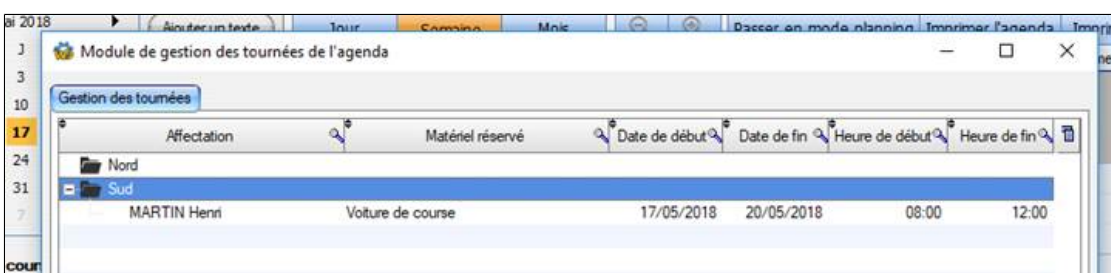 ai 2018
Ajouter un texte
Jour
Semaine
Mois
Passer en mode planning
Imprimer l'agenda
Module de gestion des tournées de l'agenda
J
3
10
17
24
31
7
Gestion des tournées
Affectation Matériel réservé Date de début Date de fin Heure de début Heure de fin
Nord
Sud
MARTIN Henri Voiture de course 17/05/2018 20/05/2018 08:00 12:00
cour